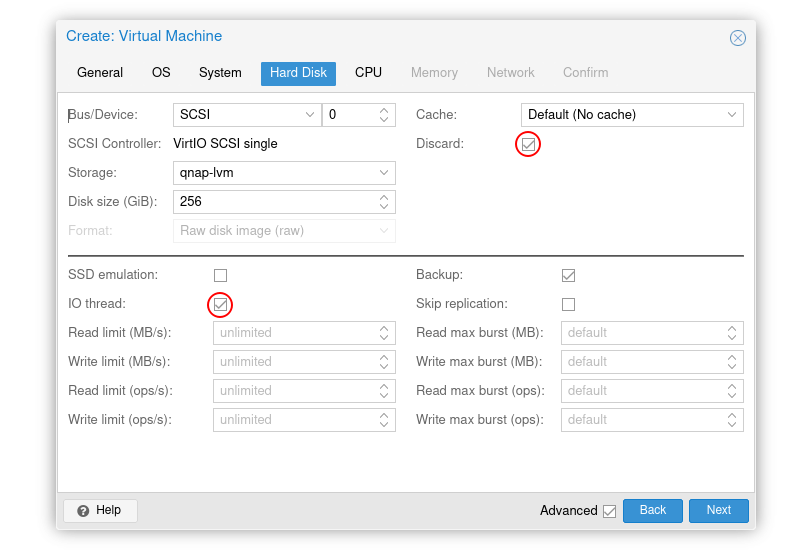 Create: Virtual Machine
General OS System Hard Disk CPU Memory Network Confirm
Bus/Device: SCSI 0 Cache: Default (No cache)
SCSI Controller: VirtIO SCSI single Discard:
Storage: qnap-lvm
Disk size (GiB): 256
Format: Raw disk image (raw)
SSD emulation: Backup:
IO thread: Skip replication:
Read limit (MB/s): unlimited Read max burst (MB): default
Write limit (MB/s): unlimited Write max burst (MB): default
Read limit (ops/s): unlimited Read max burst (ops): default
Write limit (ops/s): unlimited Write max burst (ops): default
? Help Advanced Back Next